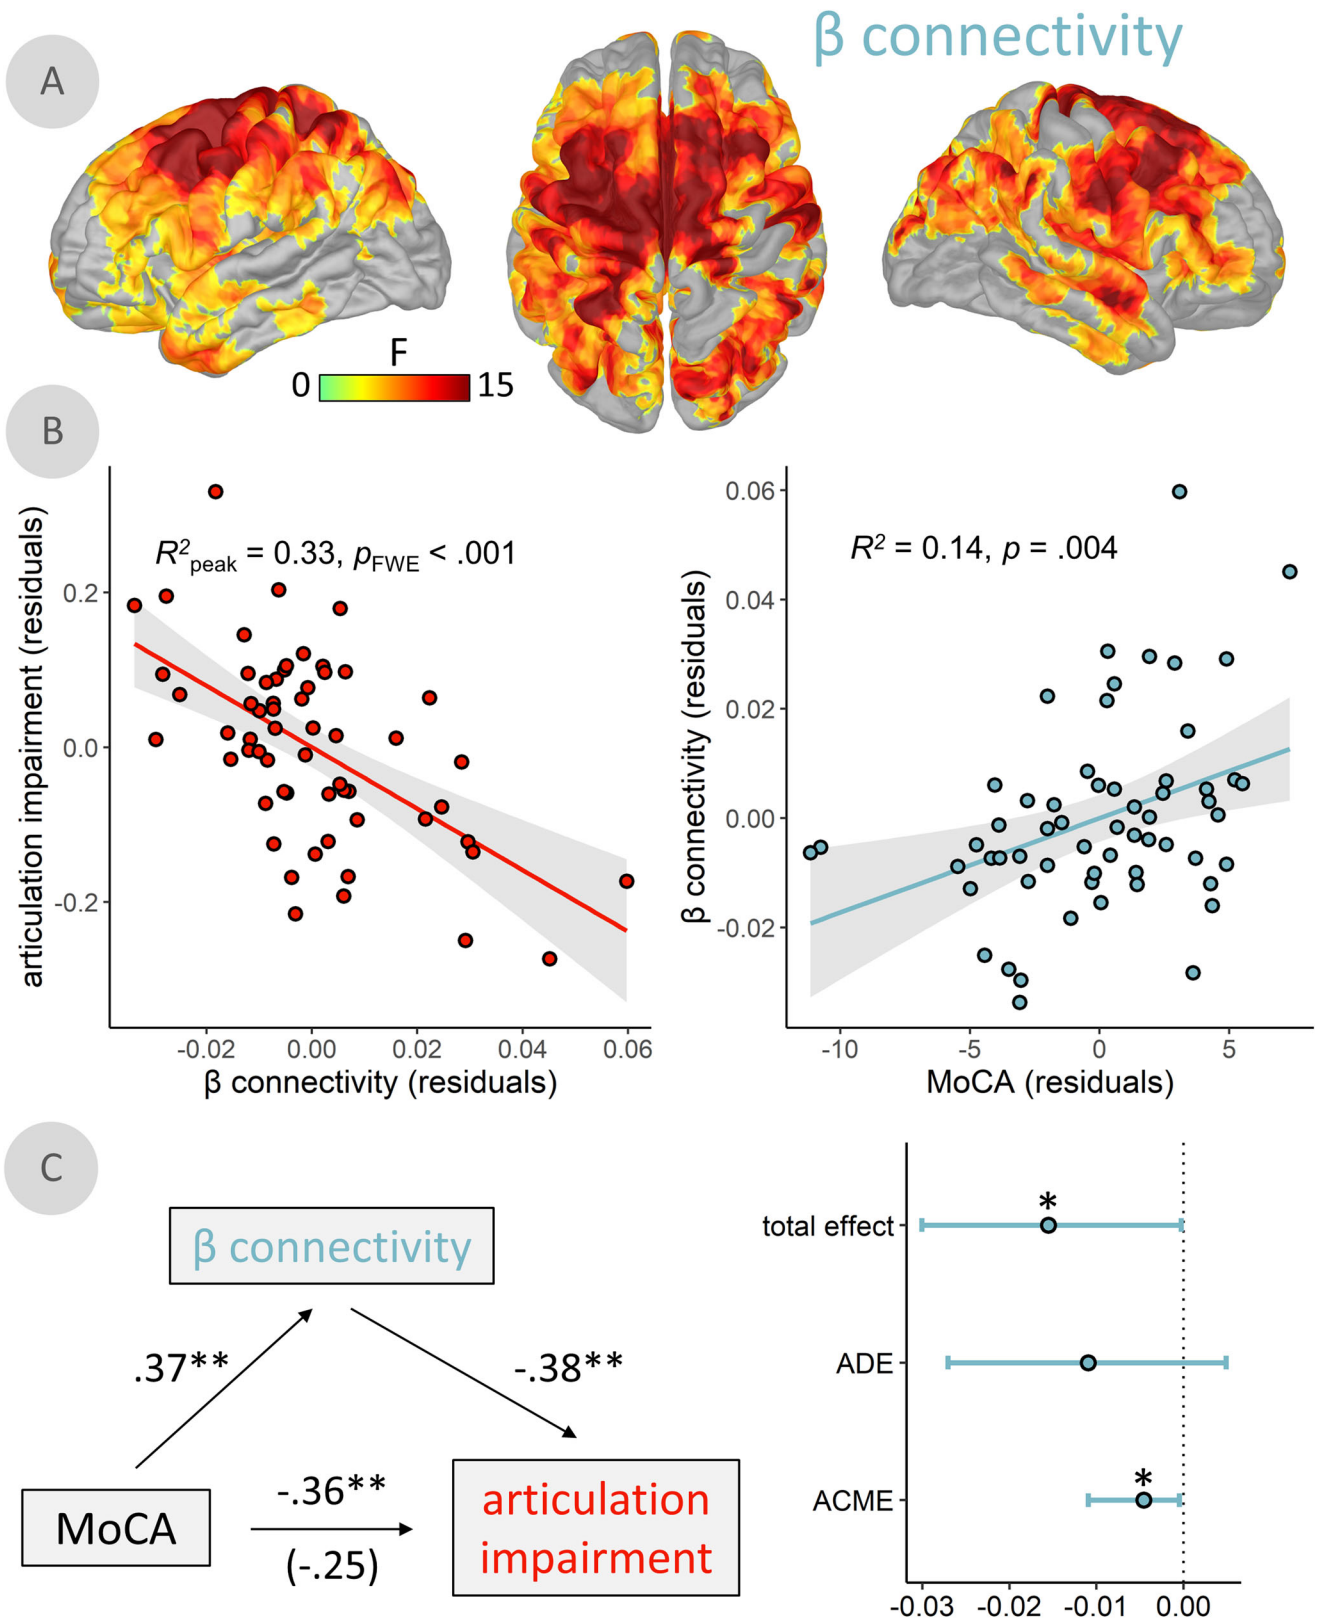 A
β connectivity
F
0 15
B
R²peak = 0.33, pFWE < .001
articulation impairment (residuals)
0.2
0.0
-0.2
-0.02 0.00 0.02 0.04 0.06
β connectivity (residuals)
R² = 0.14, p = .004
β connectivity (residuals)
0.06
0.04
0.02
0.00
-0.02
-10 -5 0 5
MoCA (residuals)
C
β connectivity
.37**
-.38**
MoCA
-.36**
(-.25)
articulation
impairment
total effect
*
ADE
ACME
*
-0.03 -0.02 -0.01 0.00